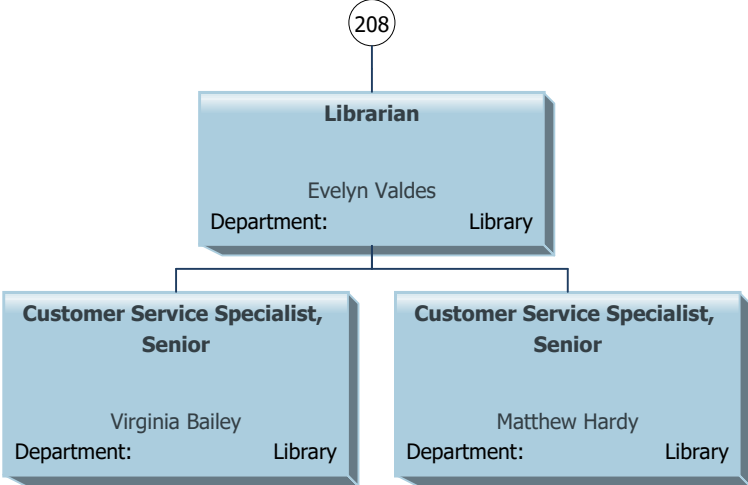 208
Librarian
Evelyn Valdes
Department: Library
Customer Service Specialist,
Senior
Virginia Bailey
Department: Library
Customer Service Specialist,
Senior
Matthew Hardy
Department: Library